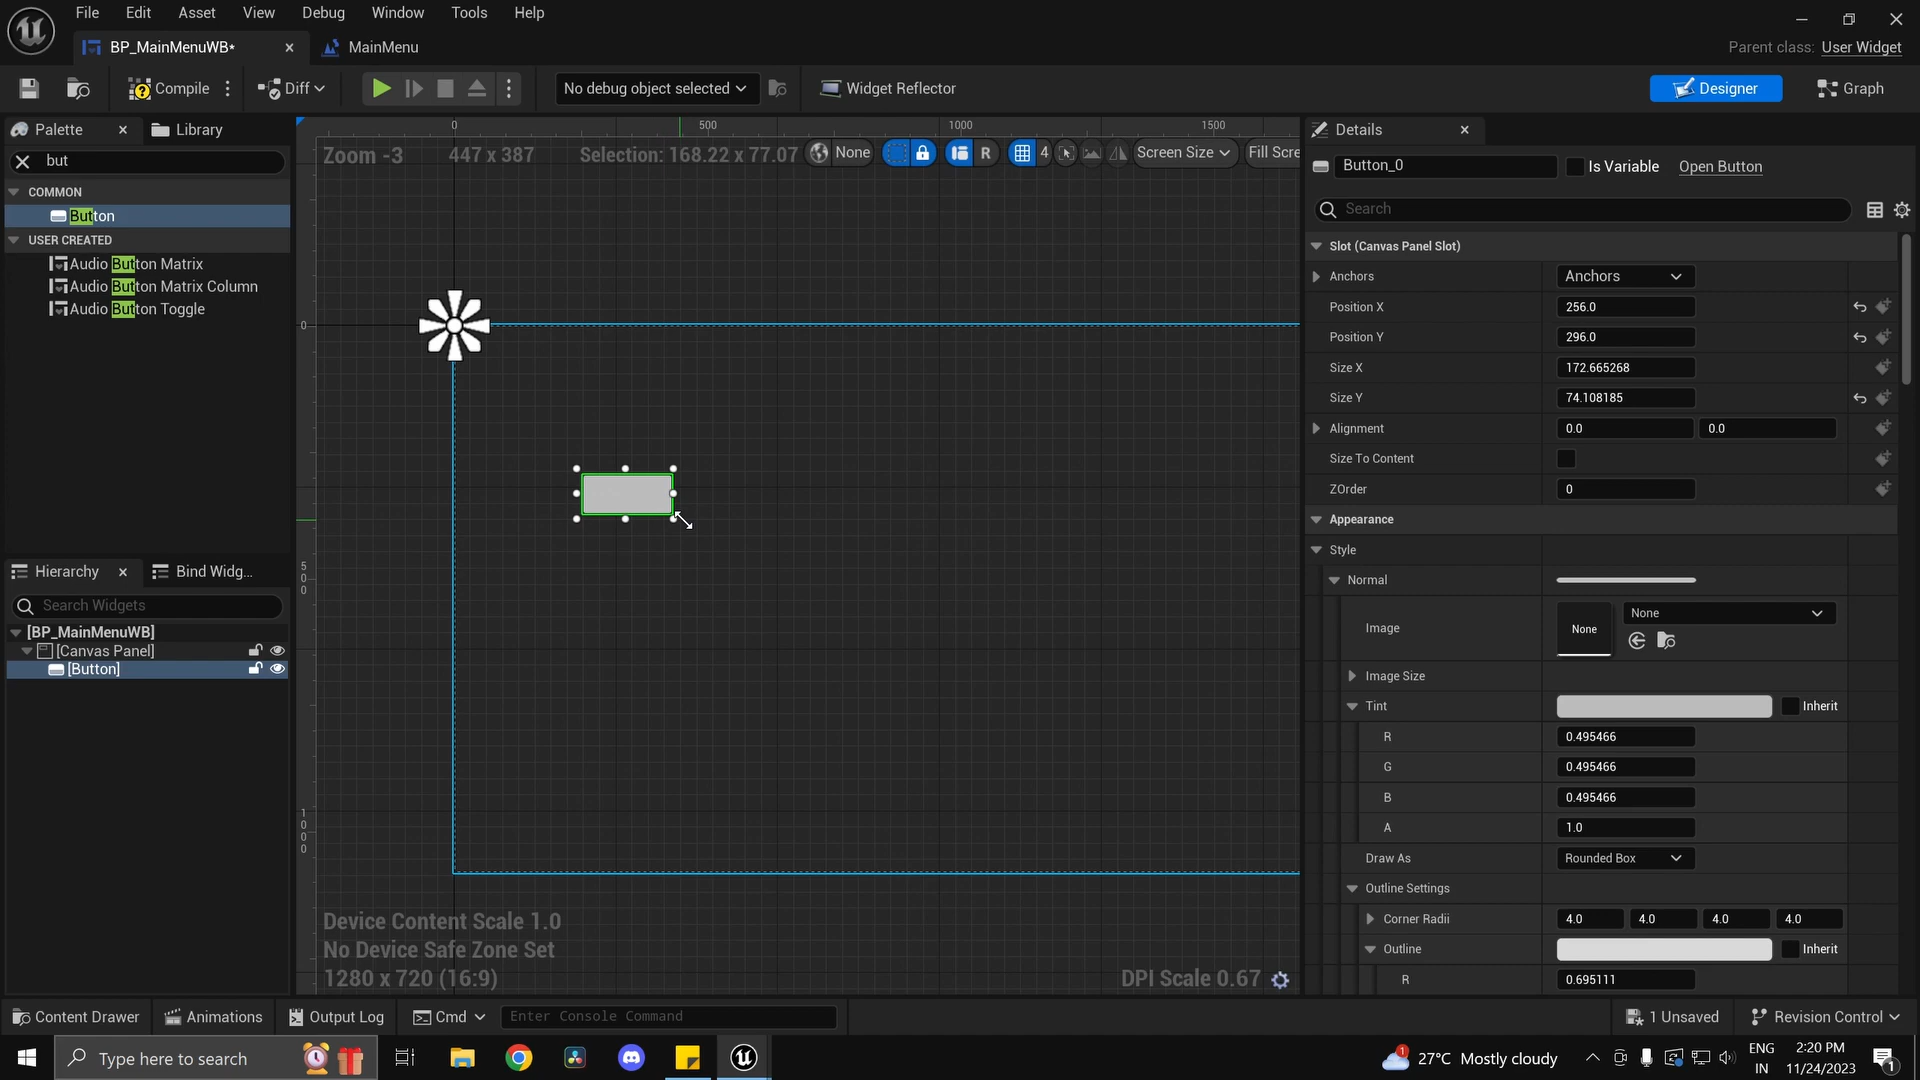 File Edit Asset View Debug Window Tools Help
BP_MainMenuWB* MainMenu
Parent class: User Widget
Compile Diff No debug object selected Widget Reflector Designer Graph
Palette Library
but
COMMON
Button
USER CREATED
Audio Button Matrix
Audio Button Matrix Column
Audio Button Toggle
Hierarchy Bind Widg...
Search Widgets
[BP_MainMenuWB]
[Canvas Panel]
[Button]
0 500 1000 1500
Zoom -3 447 x 387 Selection: 168.22 x 77.07 None R 4 Screen Size Fill Scre
0
500
1000
Device Content Scale 1.0
No Device Safe Zone Set
1280 x 720 (16:9)
DPI Scale 0.67
Details
Button_0 Is Variable Open Button
Search
Slot (Canvas Panel Slot)
Anchors Anchors
Position X 256.0
Position Y 296.0
Size X 172.665268
Size Y 74.108185
Alignment 0.0 0.0
Size To Content
ZOrder 0
Appearance
Style
Normal
Image None None
Image Size
Tint Inherit
R 0.495466
G 0.495466
B 0.495466
A 1.0
Draw As Rounded Box
Outline Settings
Corner Radii 4.0 4.0 4.0 4.0
Outline Inherit
R 0.695111
Content Drawer Animations Output Log Cmd Enter Console Command 1 Unsaved Revision Control
Type here to search
1
27°C Mostly cloudy
ENG
IN
2:20 PM
11/24/2023
1